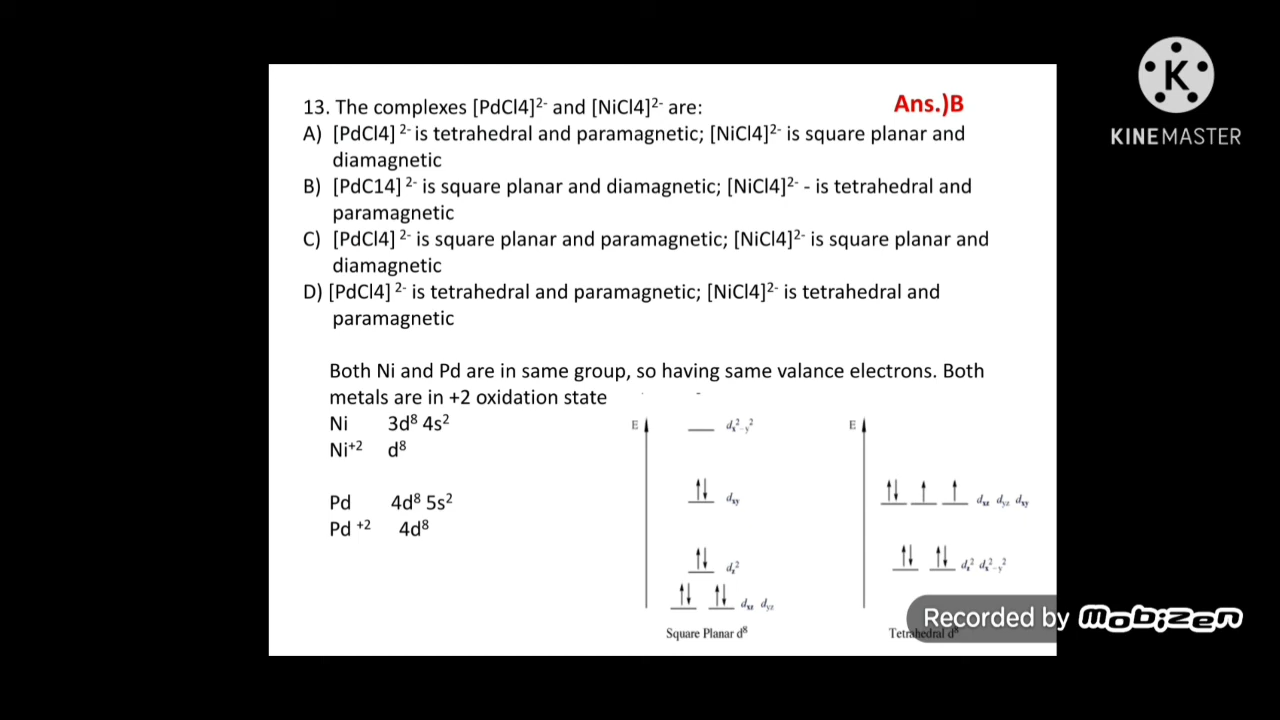 13. The complexes [PdCl4]²⁻ and [NiCl4]²⁻ are:
Ans.)B
A) [PdCl4] ²⁻ is tetrahedral and paramagnetic; [NiCl4]²⁻ is square planar and
diamagnetic
B) [PdC14] ²⁻ is square planar and diamagnetic; [NiCl4]²⁻ - is tetrahedral and
paramagnetic
C) [PdCl4] ²⁻ is square planar and paramagnetic; [NiCl4]²⁻ is square planar and
diamagnetic
D) [PdCl4] ²⁻ is tetrahedral and paramagnetic; [NiCl4]²⁻ is tetrahedral and
paramagnetic
Both Ni and Pd are in same group, so having same valance electrons. Both
metals are in +2 oxidation state
Ni 3d⁸ 4s²
Ni⁺² d⁸
Pd 4d⁸ 5s²
Pd ⁺² 4d⁸
E
dx²-y²
dxy
dz²
dxz dyz
Square Planar d⁸
E
dxz dyz dxy
dz² dx²-y²
Tetrahedral d⁸
K
KINEMASTER
Recorded by Mobizen